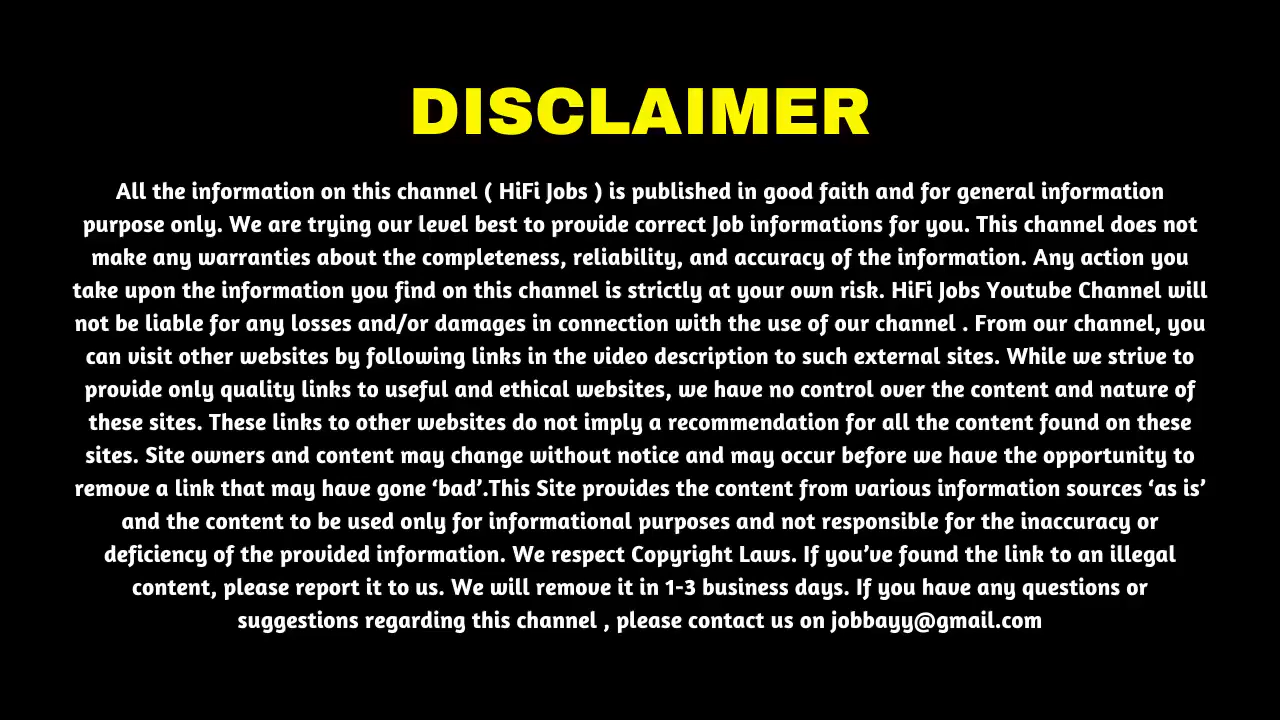 DISCLAIMER
All the information on this channel ( HiFi Jobs ) is published in good faith and for general information
purpose only. We are trying our level best to provide correct Job informations for you. This channel does not
make any warranties about the completeness, reliability, and accuracy of the information. Any action you
take upon the information you find on this channel is strictly at your own risk. HiFi Jobs Youtube Channel will
not be liable for any losses and/or damages in connection with the use of our channel . From our channel, you
can visit other websites by following links in the video description to such external sites. While we strive to
provide only quality links to useful and ethical websites, we have no control over the content and nature of
these sites. These links to other websites do not imply a recommendation for all the content found on these
sites. Site owners and content may change without notice and may occur before we have the opportunity to
remove a link that may have gone ‘bad’.This Site provides the content from various information sources ‘as is’
and the content to be used only for informational purposes and not responsible for the inaccuracy or
deficiency of the provided information. We respect Copyright Laws. If you’ve found the link to an illegal
content, please report it to us. We will remove it in 1-3 business days. If you have any questions or
suggestions regarding this channel , please contact us on jobbayy@gmail.com